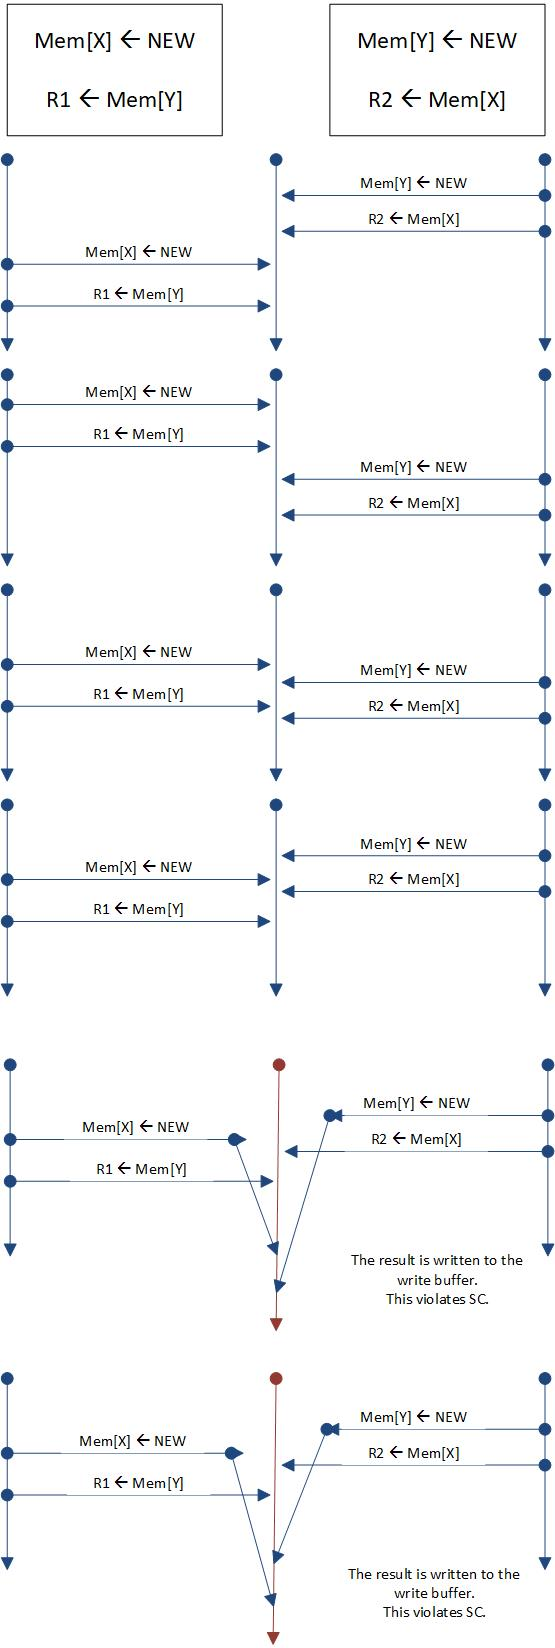 Mem[X] ← NEW
R1 ← Mem[Y]
Mem[Y] ← NEW
R2 ← Mem[X]
Mem[Y] ← NEW
R2 ← Mem[X]
Mem[X] ← NEW
R1 ← Mem[Y]
Mem[X] ← NEW
R1 ← Mem[Y]
Mem[Y] ← NEW
R2 ← Mem[X]
Mem[X] ← NEW
Mem[Y] ← NEW
R1 ← Mem[Y]
R2 ← Mem[X]
Mem[Y] ← NEW
Mem[X] ← NEW
R2 ← Mem[X]
R1 ← Mem[Y]
Mem[Y] ← NEW
Mem[X] ← NEW
R2 ← Mem[X]
R1 ← Mem[Y]
The result is written to the
write buffer.
This violates SC.
Mem[Y] ← NEW
Mem[X] ← NEW
R2 ← Mem[X]
R1 ← Mem[Y]
The result is written to the
write buffer.
This violates SC.